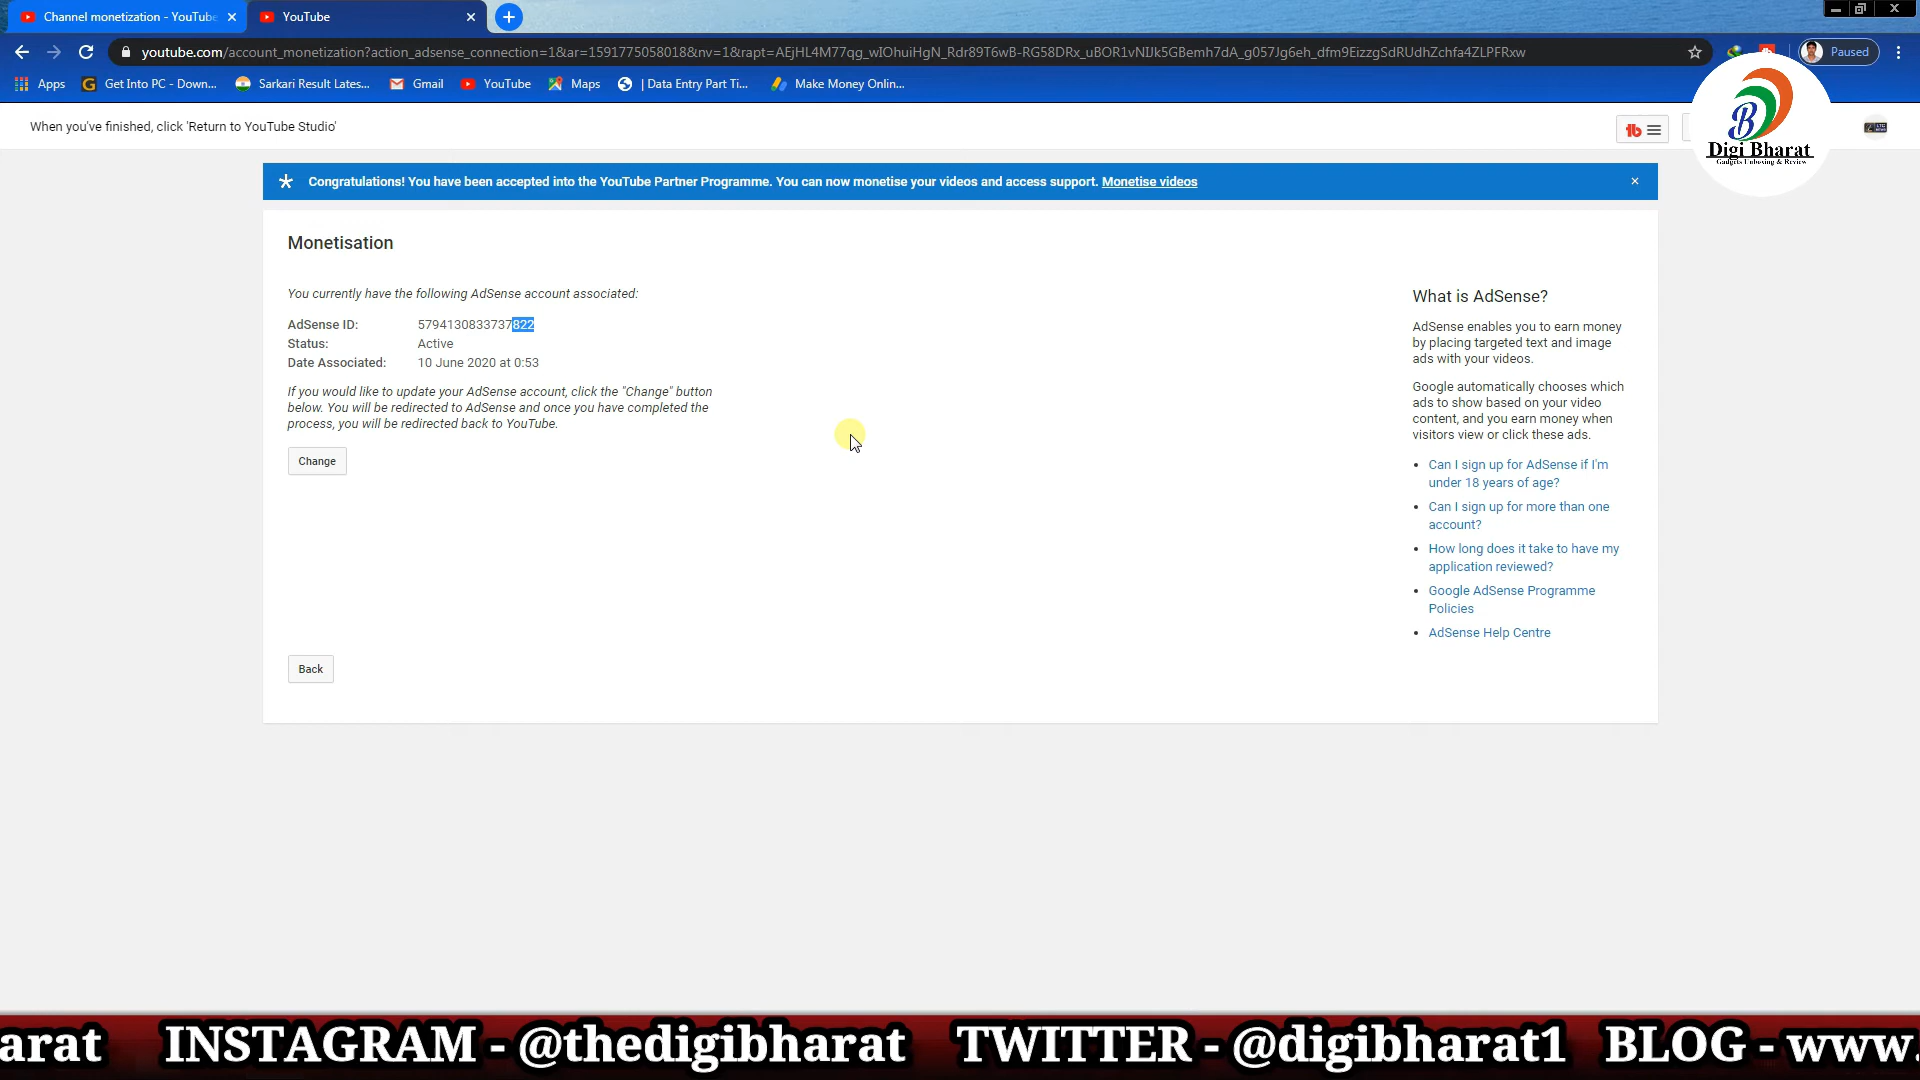 Channel monetization - YouTube
YouTube
youtube.com/account_monetization?action_adsense_connection=1&ar=1591775058018&nv=1&rapt=AEjHL4M77qg_wIOhuiHgN_Rdr89T6wB-RG58DRx_uBOR1vNIJk5GBemh7dA_g057Jg6eh_dfm9EizzgSdRUdhZchfa4ZLPFRxw
Paused
Apps
Get Into PC - Down...
Sarkari Result Lates...
Gmail
YouTube
Maps
| Data Entry Part Ti...
Make Money Onlin...
When you've finished, click 'Return to YouTube Studio'
B
Digi Bharat
Gadgets Unboxing & Review
Congratulations! You have been accepted into the YouTube Partner Programme. You can now monetise your videos and access support. Monetise videos
Monetisation
You currently have the following AdSense account associated:
AdSense ID: 5794130833737822
Status: Active
Date Associated: 10 June 2020 at 0:53
If you would like to update your AdSense account, click the "Change" button
below. You will be redirected to AdSense and once you have completed the
process, you will be redirected back to YouTube.
Change
Back
What is AdSense?
AdSense enables you to earn money
by placing targeted text and image
ads with your videos.
Google automatically chooses which
ads to show based on your video
content, and you earn money when
visitors view or click these ads.
Can I sign up for AdSense if I'm
under 18 years of age?
Can I sign up for more than one
account?
How long does it take to have my
application reviewed?
Google AdSense Programme
Policies
AdSense Help Centre
arat INSTAGRAM - @thedigibharat TWITTER - @digibharat1 BLOG - www.